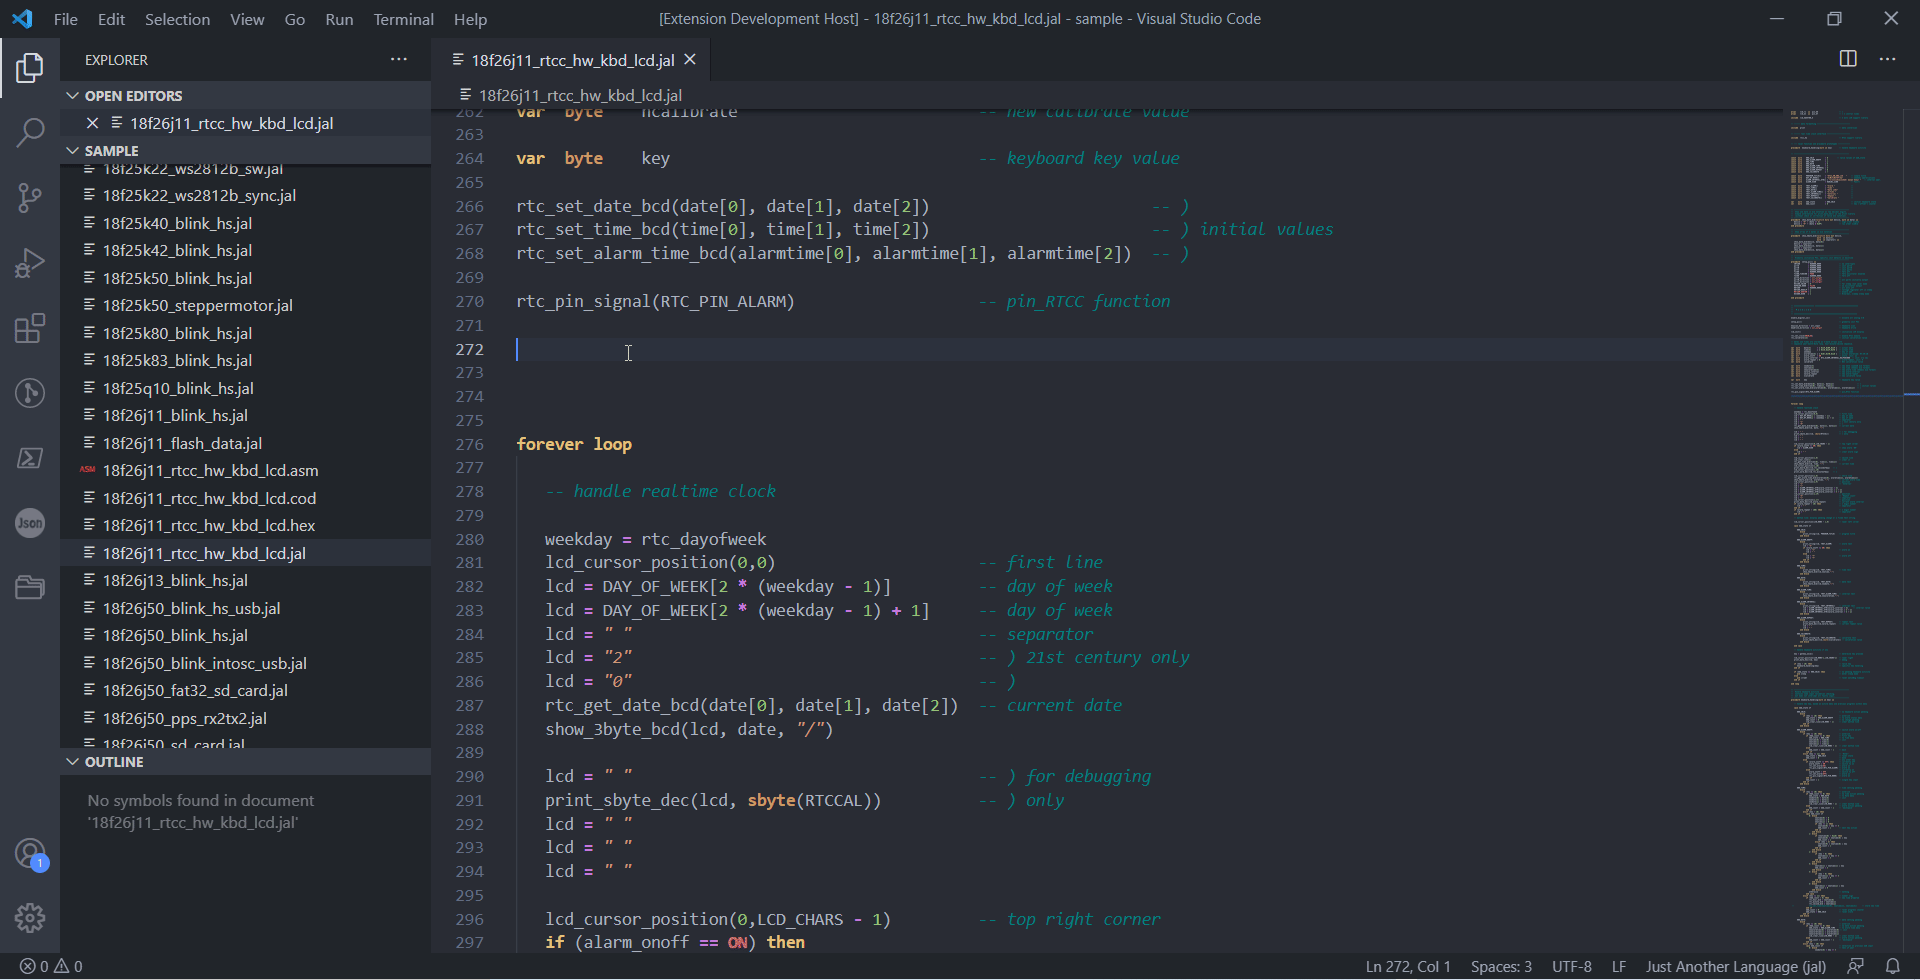 File Edit Selection View Go Run Terminal Help
[Extension Development Host] - 18f26j11_rtcc_hw_kbd_lcd.jal - sample - Visual Studio Code
EXPLORER
OPEN EDITORS
18f26j11_rtcc_hw_kbd_lcd.jal
SAMPLE
18f25k22_ws2812b_sw.jal
18f25k22_ws2812b_sync.jal
18f25k40_blink_hs.jal
18f25k42_blink_hs.jal
18f25k50_blink_hs.jal
18f25k50_steppermotor.jal
18f25k80_blink_hs.jal
18f25k83_blink_hs.jal
18f25q10_blink_hs.jal
18f26j11_blink_hs.jal
18f26j11_flash_data.jal
ASM 18f26j11_rtcc_hw_kbd_lcd.asm
18f26j11_rtcc_hw_kbd_lcd.cod
18f26j11_rtcc_hw_kbd_lcd.hex
18f26j11_rtcc_hw_kbd_lcd.jal
18f26j13_blink_hs.jal
18f26j50_blink_hs_usb.jal
18f26j50_blink_hs.jal
18f26j50_blink_intosc_usb.jal
18f26j50_fat32_sd_card.jal
18f26j50_pps_rx2tx2.jal
18f26j50_sd_card.jal
OUTLINE
No symbols found in document
'18f26j11_rtcc_hw_kbd_lcd.jal'
Json
1
18f26j11_rtcc_hw_kbd_lcd.jal
18f26j11_rtcc_hw_kbd_lcd.jal
262 var byte ncalibrate -- new calibrate value
263
264 var byte key -- keyboard key value
265
266 rtc_set_date_bcd(date[0], date[1], date[2]) -- )
267 rtc_set_time_bcd(time[0], time[1], time[2]) -- ) initial values
268 rtc_set_alarm_time_bcd(alarmtime[0], alarmtime[1], alarmtime[2]) -- )
269
270 rtc_pin_signal(RTC_PIN_ALARM) -- pin_RTCC function
271
272
273
274
275
276 forever loop
277
278 -- handle realtime clock
279
280 weekday = rtc_dayofweek
281 lcd_cursor_position(0,0) -- first line
282 lcd = DAY_OF_WEEK[2 * (weekday - 1)] -- day of week
283 lcd = DAY_OF_WEEK[2 * (weekday - 1) + 1] -- day of week
284 lcd = " " -- separator
285 lcd = "2" -- ) 21st century only
286 lcd = "0" -- )
287 rtc_get_date_bcd(date[0], date[1], date[2]) -- current date
288 show_3byte_bcd(lcd, date, "/")
289
290 lcd = " " -- ) for debugging
291 print_sbyte_dec(lcd, sbyte(RTCCAL)) -- ) only
292 lcd = " "
293 lcd = " "
294 lcd = " "
295
296 lcd_cursor_position(0,LCD_CHARS - 1) -- top right corner
297 if (alarm_onoff == ON) then
0 0
Ln 272, Col 1 Spaces: 3 UTF-8 LF Just Another Language (jal)